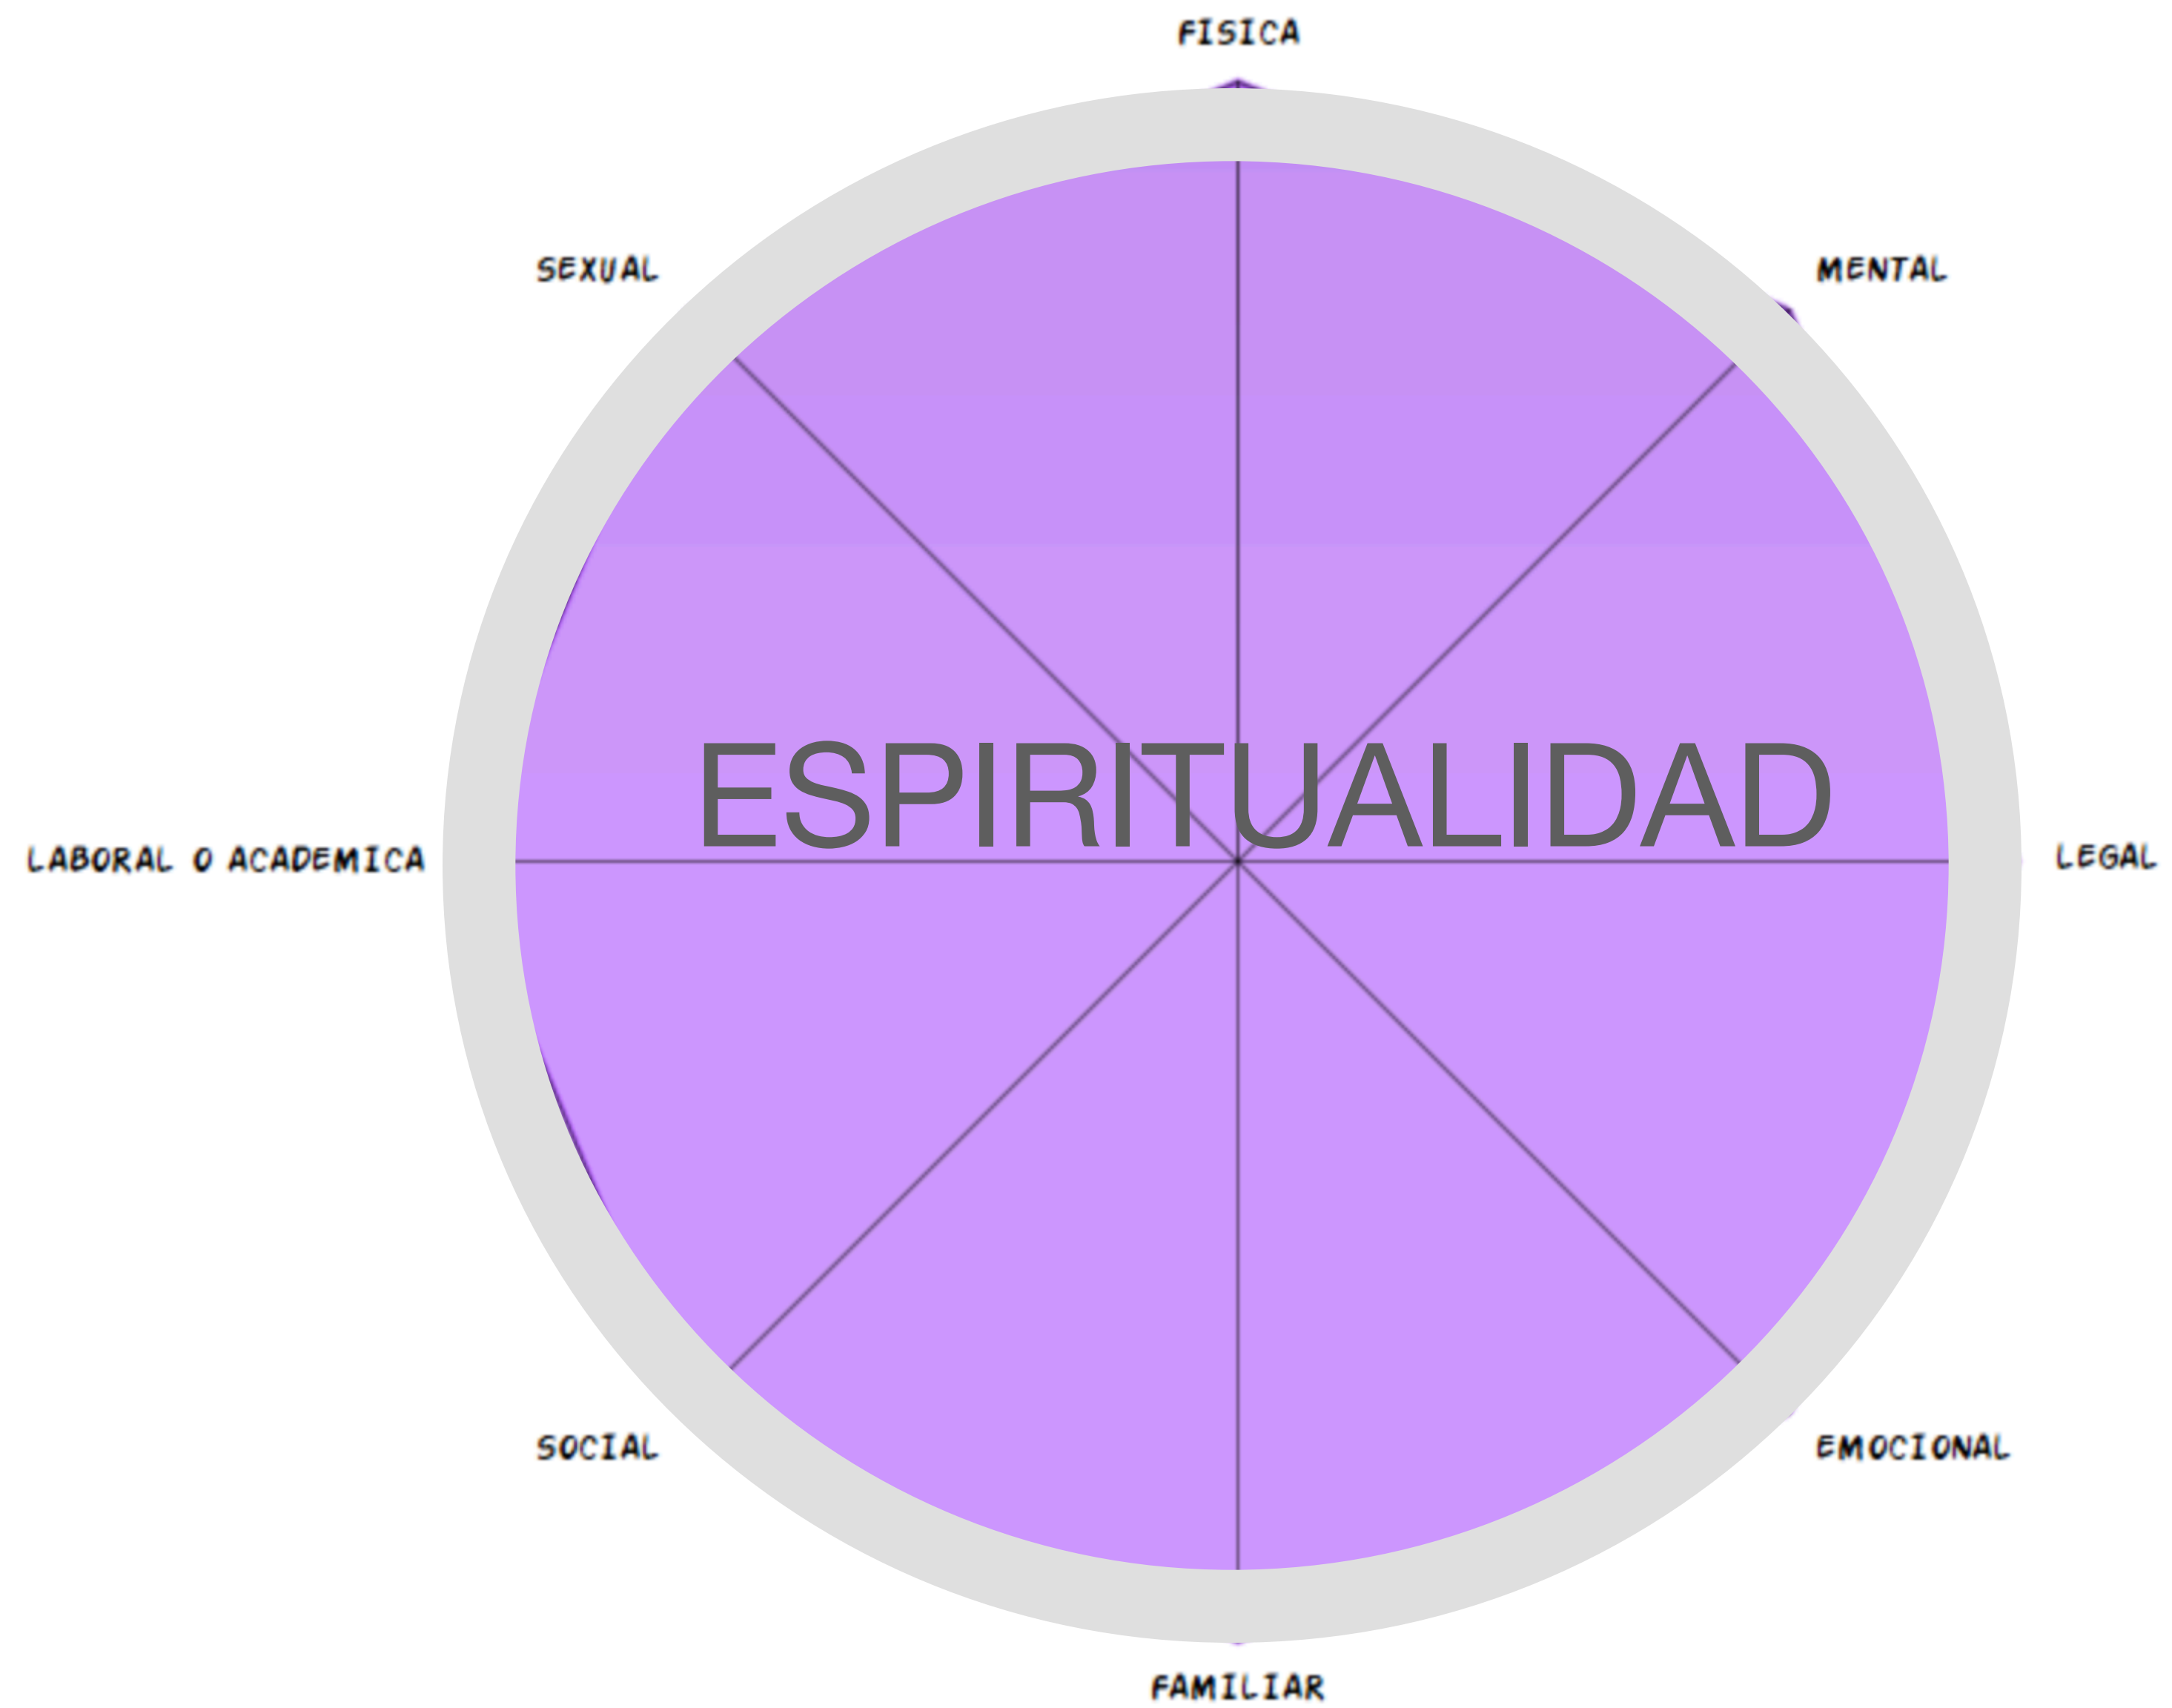 FISICA
SEXUAL
MENTAL
ESPIRITUALIDAD
LABORAL O ACADEMICA
LEGAL
SOCIAL
EMOCIONAL
FAMILIAR